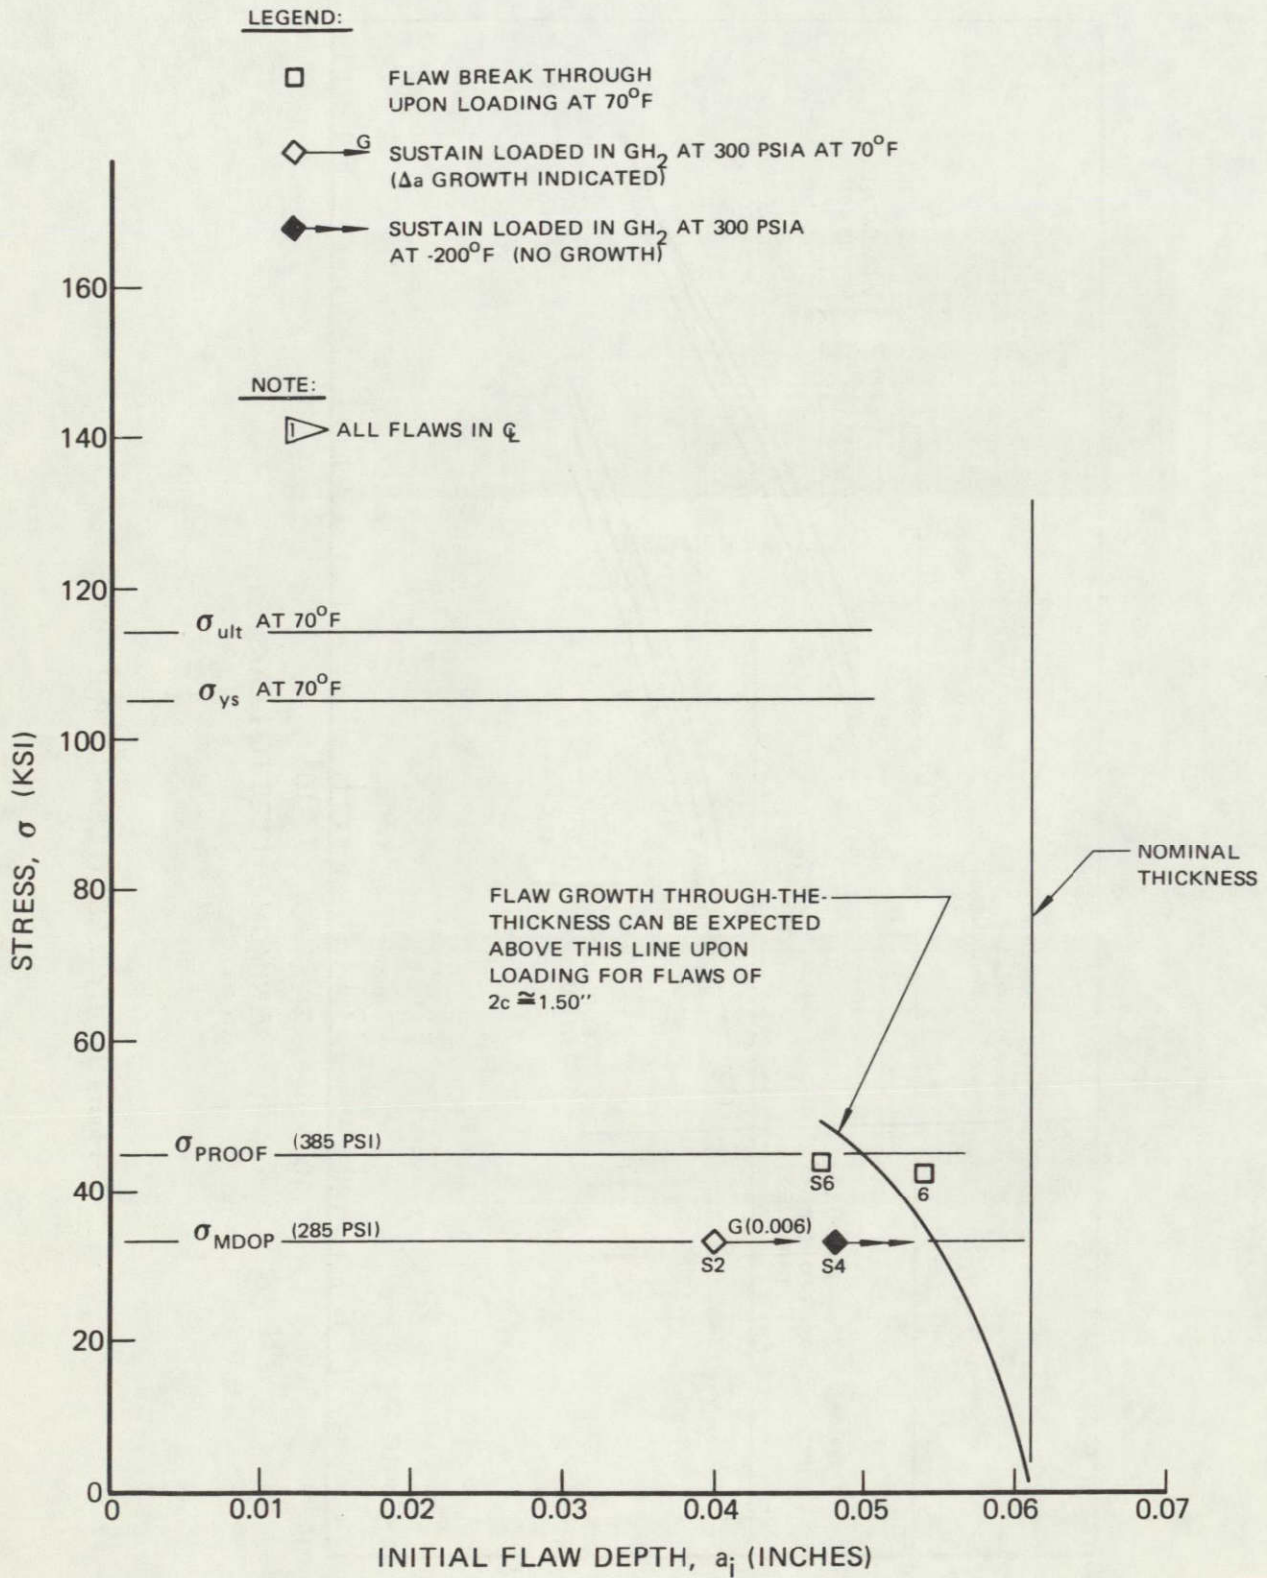 LEGEND:
FLAW BREAK THROUGH
UPON LOADING AT 70°F
G SUSTAIN LOADED IN GH₂ AT 300 PSIA AT 70°F
(Δa GROWTH INDICATED)
SUSTAIN LOADED IN GH₂ AT 300 PSIA
AT -200°F (NO GROWTH)
160
NOTE:
1 ALL FLAWS IN ℄
140
120
σult AT 70°F
σys AT 70°F
100
STRESS, σ (KSI)
NOMINAL
THICKNESS
80
FLAW GROWTH THROUGH-THE-
THICKNESS CAN BE EXPECTED
ABOVE THIS LINE UPON
LOADING FOR FLAWS OF
2c ≅ 1.50"
60
σPROOF (385 PSI)
S6
6
40
σMDOP (285 PSI)
G(0.006)
S2
S4
20
0
0 0.01 0.02 0.03 0.04 0.05 0.06 0.07
INITIAL FLAW DEPTH, ai (INCHES)